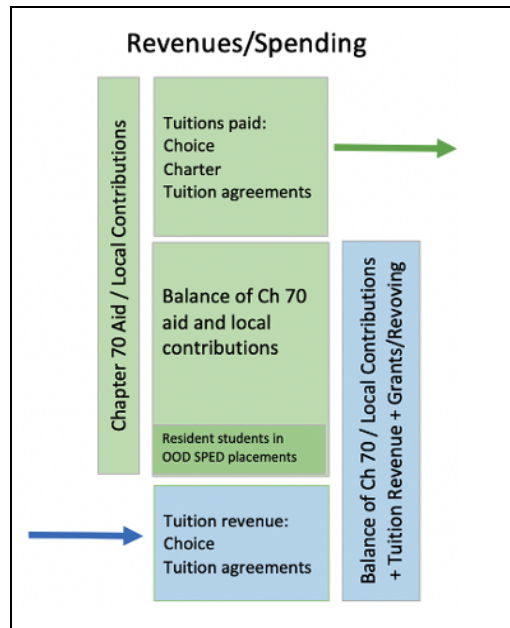 Revenues/Spending
Chapter 70 Aid / Local Contributions
Tuitions paid:
Choice
Charter
Tuition agreements
Balance of Ch 70
aid and local
contributions
Resident students in
OOD SPED placements
Tuition revenue:
Choice
Tuition agreements
Balance of Ch 70 / Local Contributions
+ Tuition Revenue + Grants/Revoving